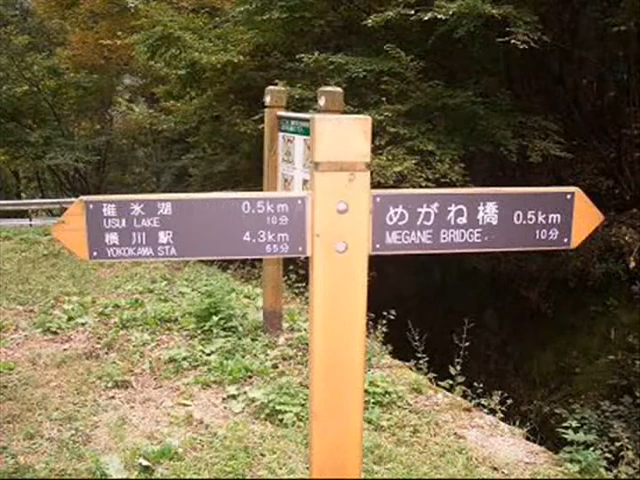 碓氷湖 0.5km
USUI LAKE 10分
横川駅 4.3km
YOKOKAWA STA 65分
めがね橋 0.5km
MEGANE BRIDGE 10分